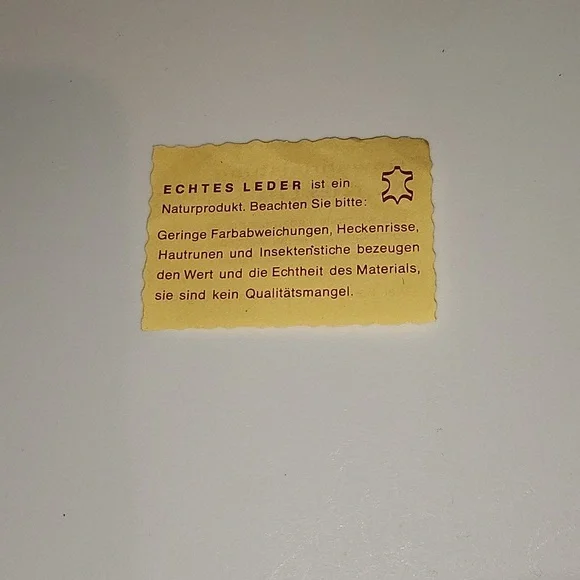 ECHTES LEDER ist ein
Naturprodukt. Beachten Sie bitte:
Geringe Farbabweichungen, Heckenrisse,
Hautrunen und Insektenstiche bezeugen
den Wert und die Echtheit des Materials,
sie sind kein Qualitätsmangel.